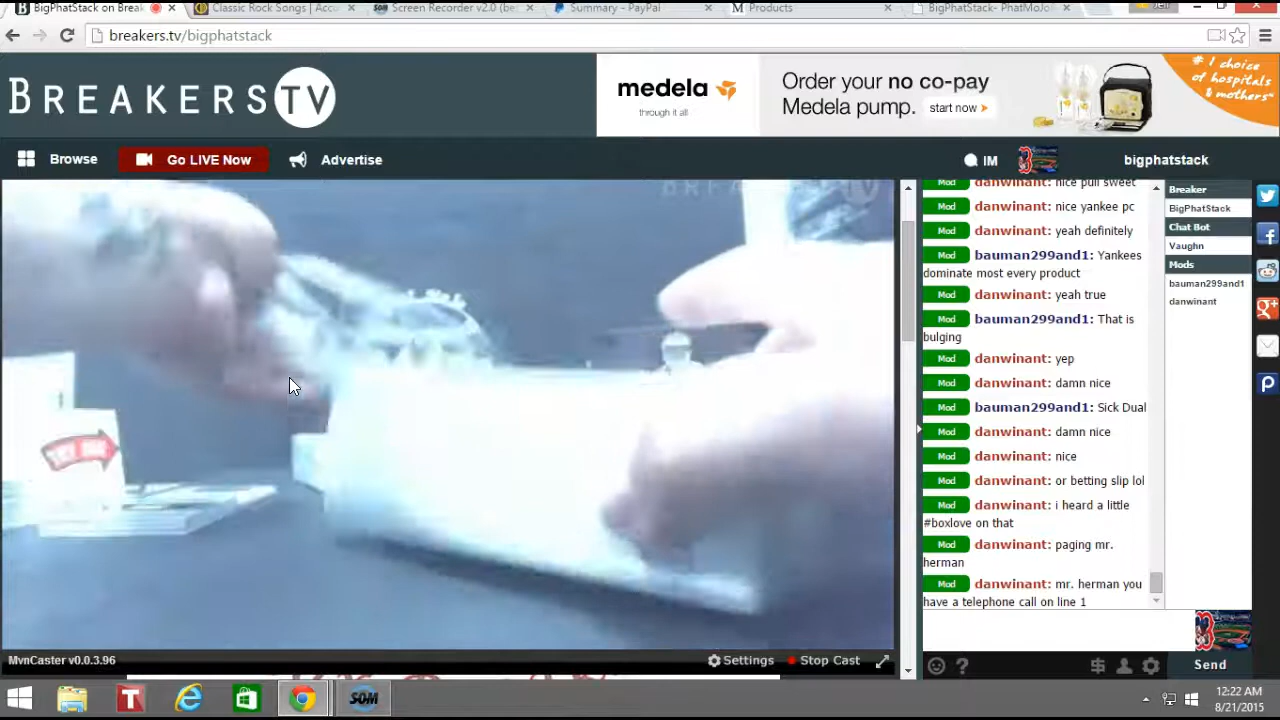 BigPhatStack on Break
Classic Rock Songs | Accu
Screen Recorder v2.0 (be
Summary - PayPal
Products
BigPhatStack- PhatMoJo
breakers.tv/bigphatstack
BREAKERS TV
medela
through it all
Order your no co-pay
Medela pump. start now
# 1 choice
of hospitals
& mothers*
Browse
Go LIVE Now
Advertise
IM
bigphatstack
Mod danwinant: nice pull sweet
Mod danwinant: nice yankee pc
Mod danwinant: yeah definitely
Mod bauman299and1: Yankees
dominate most every product
Mod danwinant: yeah true
Mod bauman299and1: That is
bulging
Mod danwinant: yep
Mod danwinant: damn nice
Mod bauman299and1: Sick Dual
Mod danwinant: damn nice
Mod danwinant: nice
Mod danwinant: or betting slip lol
Mod danwinant: i heard a little
#boxlove on that
Mod danwinant: paging mr.
herman
Mod danwinant: mr. herman you
have a telephone call on line 1
Breaker
BigPhatStack
Chat Bot
Vaughn
Mods
bauman299and1
danwinant
MvnCaster v0.0.3.96
Settings
Stop Cast
Send
SOM
12:22 AM
8/21/2015